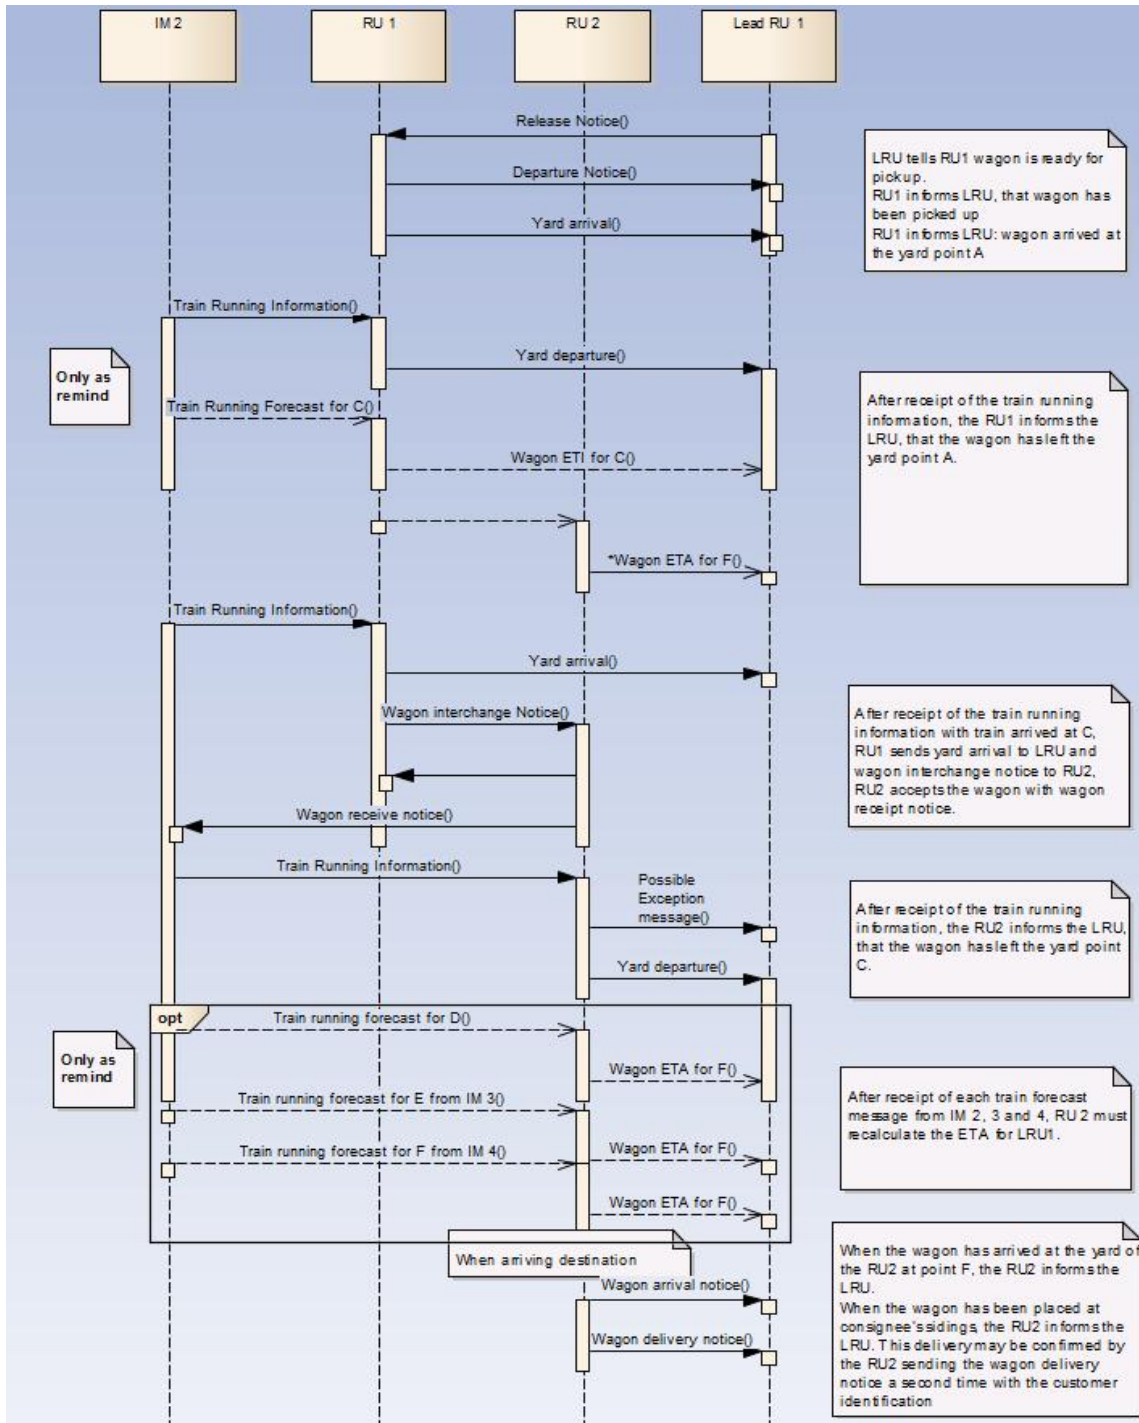 IM 2
RU 1
RU 2
Lead RU 1
Release Notice()
LRU tells RU1 wagon is ready for
pickup.
RU1 informs LRU, that wagon has
been picked up
RU1 informs LRU: wagon arrived at
the yard point A
Departure Notice()
Yard arrival()
Train Running Information()
Only as
remind
Yard departure()
After receipt of the train running
information, the RU1 informs the
LRU, that the wagon has left the
yard point A.
Train Running Forecast for C()
Wagon ETI for C()
*Wagon ETA for F()
Train Running Information()
Yard arrival()
Wagon interchange Notice()
After receipt of the train running
information with train arrived at C,
RU1 sends yard arrival to LRU and
wagon interchange notice to RU2,
RU2 accepts the wagon with wagon
receipt notice.
Wagon receive notice()
Train Running Information()
Possible
Exception
message()
After receipt of the train running
information, the RU2 informs the LRU,
that the wagon has left the yard point
C.
Yard departure()
opt
Train running forecast for D()
Only as
remind
Wagon ETA for F()
Train running forecast for E from IM 3()
After receipt of each train forecast
message from IM 2, 3 and 4, RU 2 must
recalculate the ETA for LRU1.
Train running forecast for F from IM 4()
Wagon ETA for F()
Wagon ETA for F()
When arriving destination
Wagon arrival notice()
Wagon delivery notice()
When the wagon has arrived at the yard of
the RU2 at point F, the RU2 informs the
LRU.
When the wagon has been placed at
consignee's sidings, the RU2 informs the
LRU. This delivery may be confirmed by
the RU2 sending the wagon delivery
notice a second time with the customer
identification